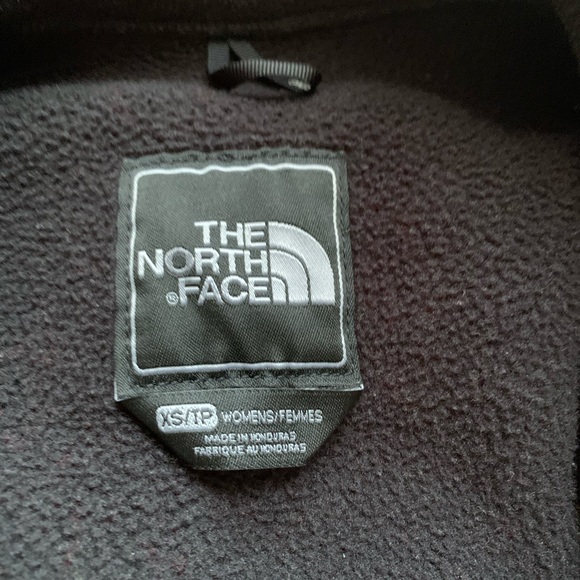 THE
NORTH
FACE
XS/TP WOMENS/FEMMES
MADE IN HONDURAS
FABRIQUE AU HONDURAS